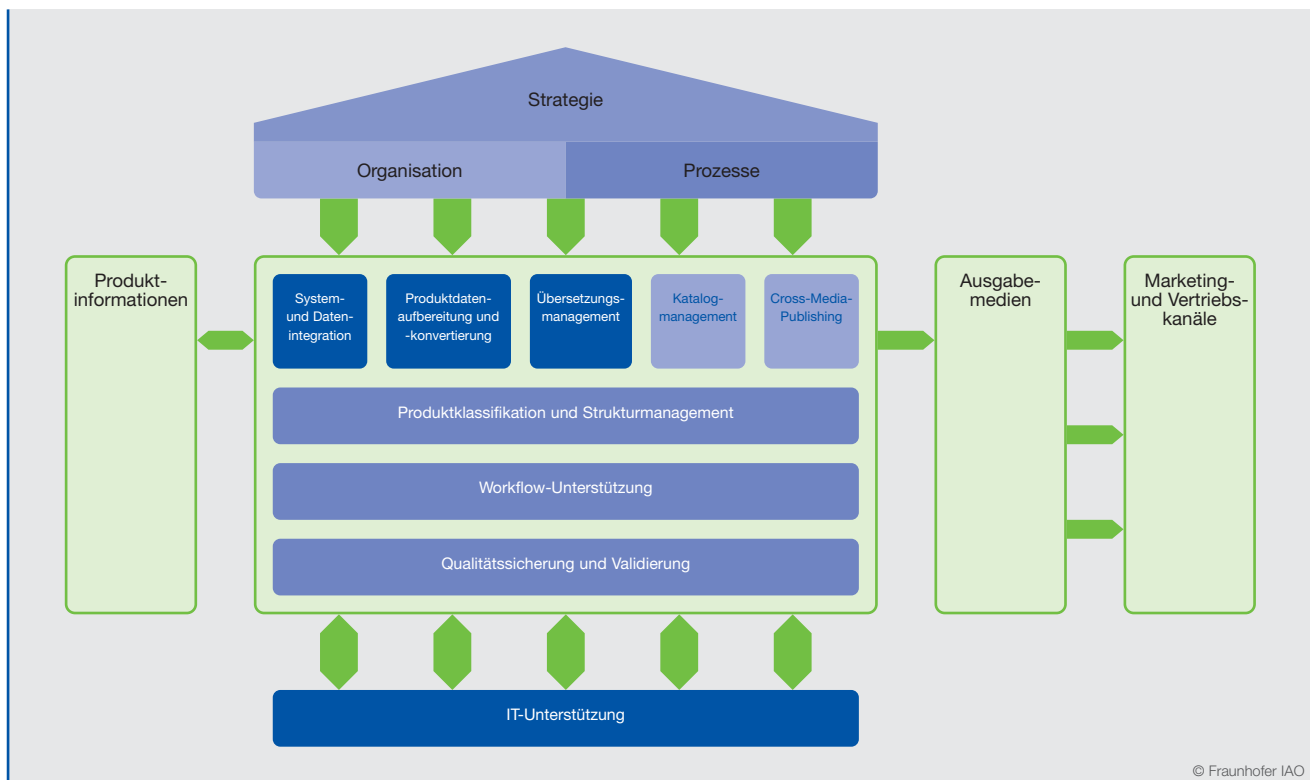 Strategie
Organisation
Prozesse
Produkt-
informationen
System-
und Daten-
integration
Produktdaten-
aufbereitung und
-konvertierung
Übersetzungs-
management
Katalog-
management
Cross-Media-
Publishing
Produktklassifikation und Strukturmanagement
Workflow-Unterstützung
Qualitätssicherung und Validierung
Ausgabe-
medien
Marketing-
und Vertriebs-
kanäle
IT-Unterstützung
© Fraunhofer IAO